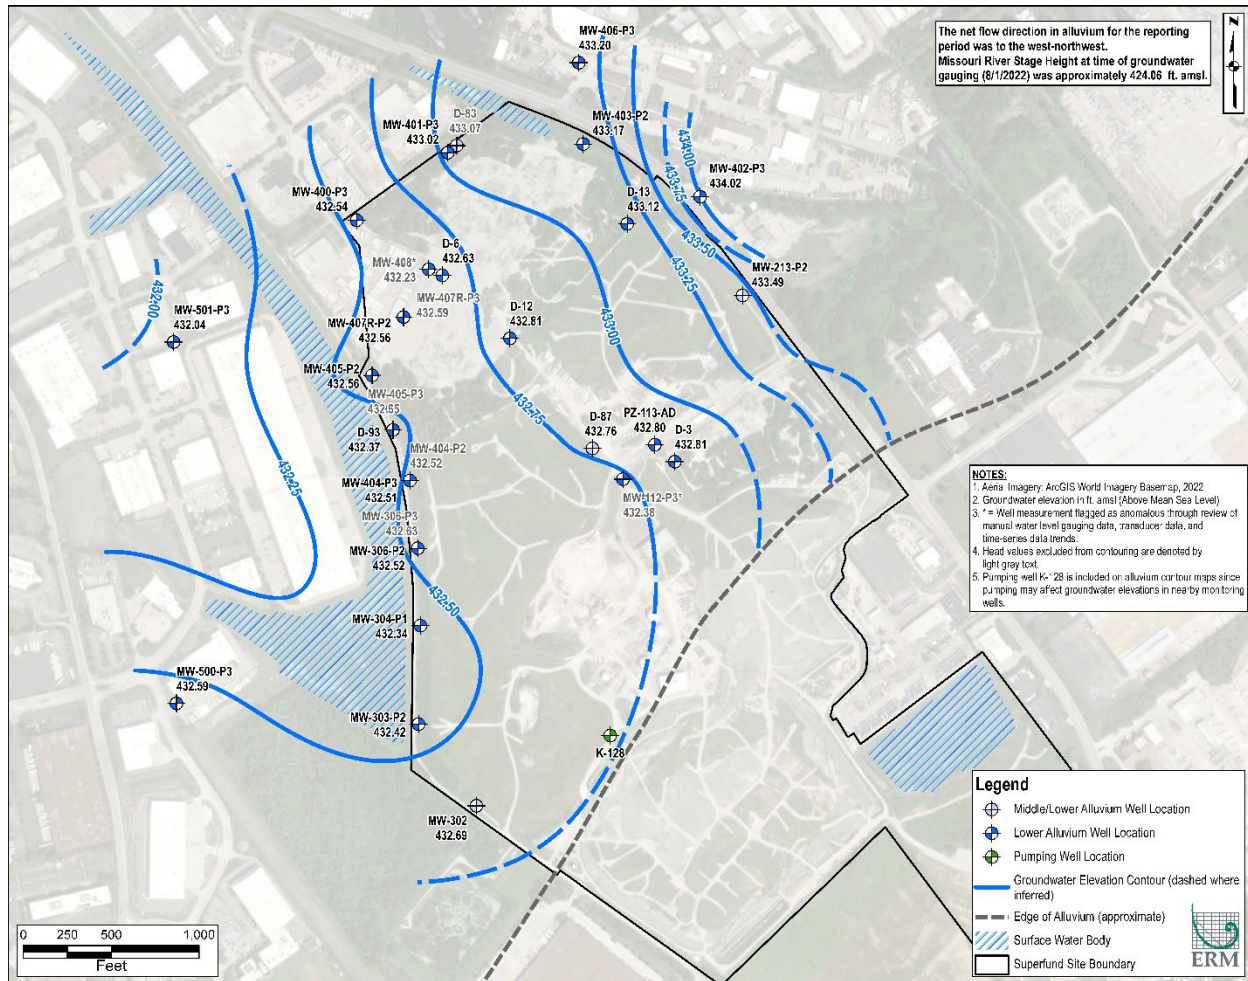 The net flow direction in alluvium for the reporting
period was to the west-northwest.
Missouri River Stage Height at time of groundwater
gauging (8/1/2022) was approximately 424.06 ft. amsl.
N
MW-406-P3
433.20
D-83
433.07
MW-401-P3
433.02
MW-403-P2
433.17
434.00
MW-402-P3
434.02
433.75
MW-400-P3
432.54
D-13
433.12
D-6
432.63
433.50
MW-408*
432.23
MW-213-P2
433.49
433.25
432.00
MW-501-P3
432.04
MW-407R-P3
432.59
D-12
432.81
MW-407R-P2
432.56
433.00
MW-405-P2
432.56
MW-405-P3
432.65
432.75
D-93
432.37
D-87
432.76
PZ-113-AD
432.80
D-3
432.81
MW-404-P2
432.52
432.25
MW-404-P3
432.51
MW-112-P3*
432.38
MW-306-P3
432.63
MW-306-P2
432.52
432.50
MW-304-P1
432.34
MW-500-P3
432.59
MW-303-P2
432.42
K-128
MW-302
432.69
NOTES:
1. Aerial Imagery: ArcGIS World Imagery Basemap, 2022
2. Groundwater elevation in ft. amsl (Above Mean Sea Level)
3. * = Well measurement flagged as anomalous through review of
manual water level gauging data, transducer data, and
time-series data trends.
4. Head values excluded from contouring are denoted by
light gray text.
5. Pumping well K-128 is included on alluvium contour maps since
pumping may affect groundwater elevations in nearby monitoring
wells.
Legend
Middle/Lower Alluvium Well Location
Lower Alluvium Well Location
Pumping Well Location
Groundwater Elevation Contour (dashed where
inferred)
Edge of Alluvium (approximate)
Surface Water Body
Superfund Site Boundary
ERM
0 250 500 1,000
Feet